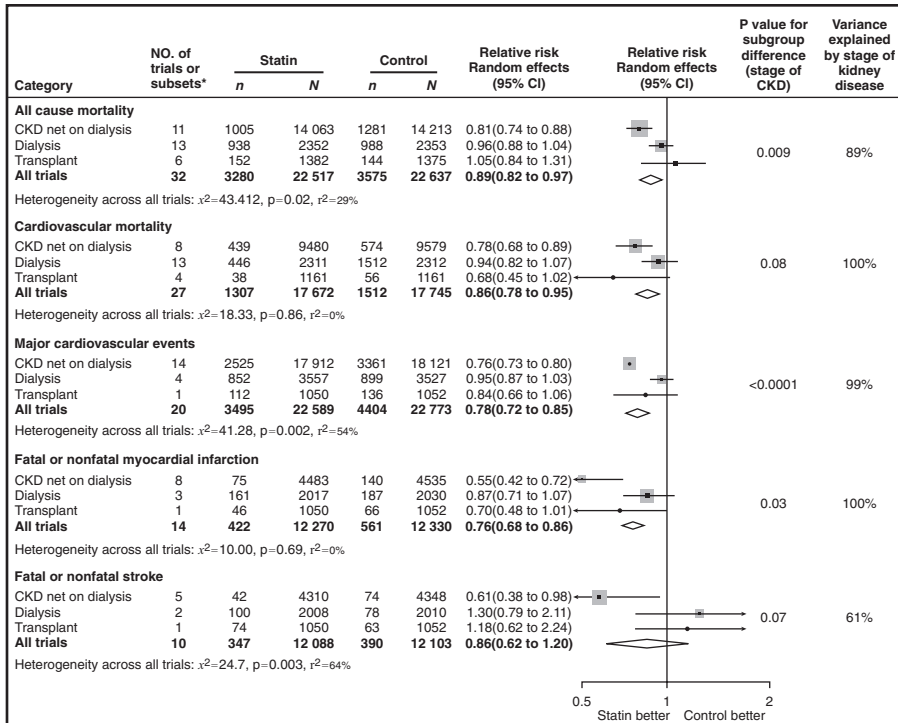 Category NO. of trials or subsets* Statin n N Control n N Relative risk Random effects (95% CI) Relative risk Random effects (95% CI) P value for subgroup difference (stage of CKD) Variance explained by stage of kidney disease
All cause mortality
CKD net on dialysis 11 1005 14 063 1281 14 213 0.81(0.74 to 0.88)
Dialysis 13 938 2352 988 2353 0.96(0.88 to 1.04)
Transplant 6 152 1382 144 1375 1.05(0.84 to 1.31)
0.009 89%
All trials 32 3280 22 517 3575 22 637 0.89(0.82 to 0.97)
Heterogeneity across all trials: x2=43.412, p=0.02, r2=29%
Cardiovascular mortality
CKD net on dialysis 8 439 9480 574 9579 0.78(0.68 to 0.89)
Dialysis 13 446 2311 1512 2312 0.94(0.82 to 1.07)
0.08 100%
Transplant 4 38 1161 56 1161 0.68(0.45 to 1.02)
All trials 27 1307 17 672 1512 17 745 0.86(0.78 to 0.95)
Heterogeneity across all trials: x2=18.33, p=0.86, r2=0%
Major cardiovascular events
CKD net on dialysis 14 2525 17 912 3361 18 121 0.76(0.73 to 0.80)
Dialysis 4 852 3557 899 3527 0.95(0.87 to 1.03)
<0.0001 99%
Transplant 1 112 1050 136 1052 0.84(0.66 to 1.06)
All trials 20 3495 22 589 4404 22 773 0.78(0.72 to 0.85)
Heterogeneity across all trials: x2=41.28, p=0.002, r2=54%
Fatal or nonfatal myocardial infarction
CKD net on dialysis 8 75 4483 140 4535 0.55(0.42 to 0.72)
Dialysis 3 161 2017 187 2030 0.87(0.71 to 1.07)
0.03 100%
Transplant 1 46 1050 66 1052 0.70(0.48 to 1.01)
All trials 14 422 12 270 561 12 330 0.76(0.68 to 0.86)
Heterogeneity across all trials: x2=10.00, p=0.69, r2=0%
Fatal or nonfatal stroke
CKD net on dialysis 5 42 4310 74 4348 0.61(0.38 to 0.98)
Dialysis 2 100 2008 78 2010 1.30(0.79 to 2.11)
0.07 61%
Transplant 1 74 1050 63 1052 1.18(0.62 to 2.24)
All trials 10 347 12 088 390 12 103 0.86(0.62 to 1.20)
Heterogeneity across all trials: x2=24.7, p=0.003, r2=64%
0.5 1 2
Statin better Control better